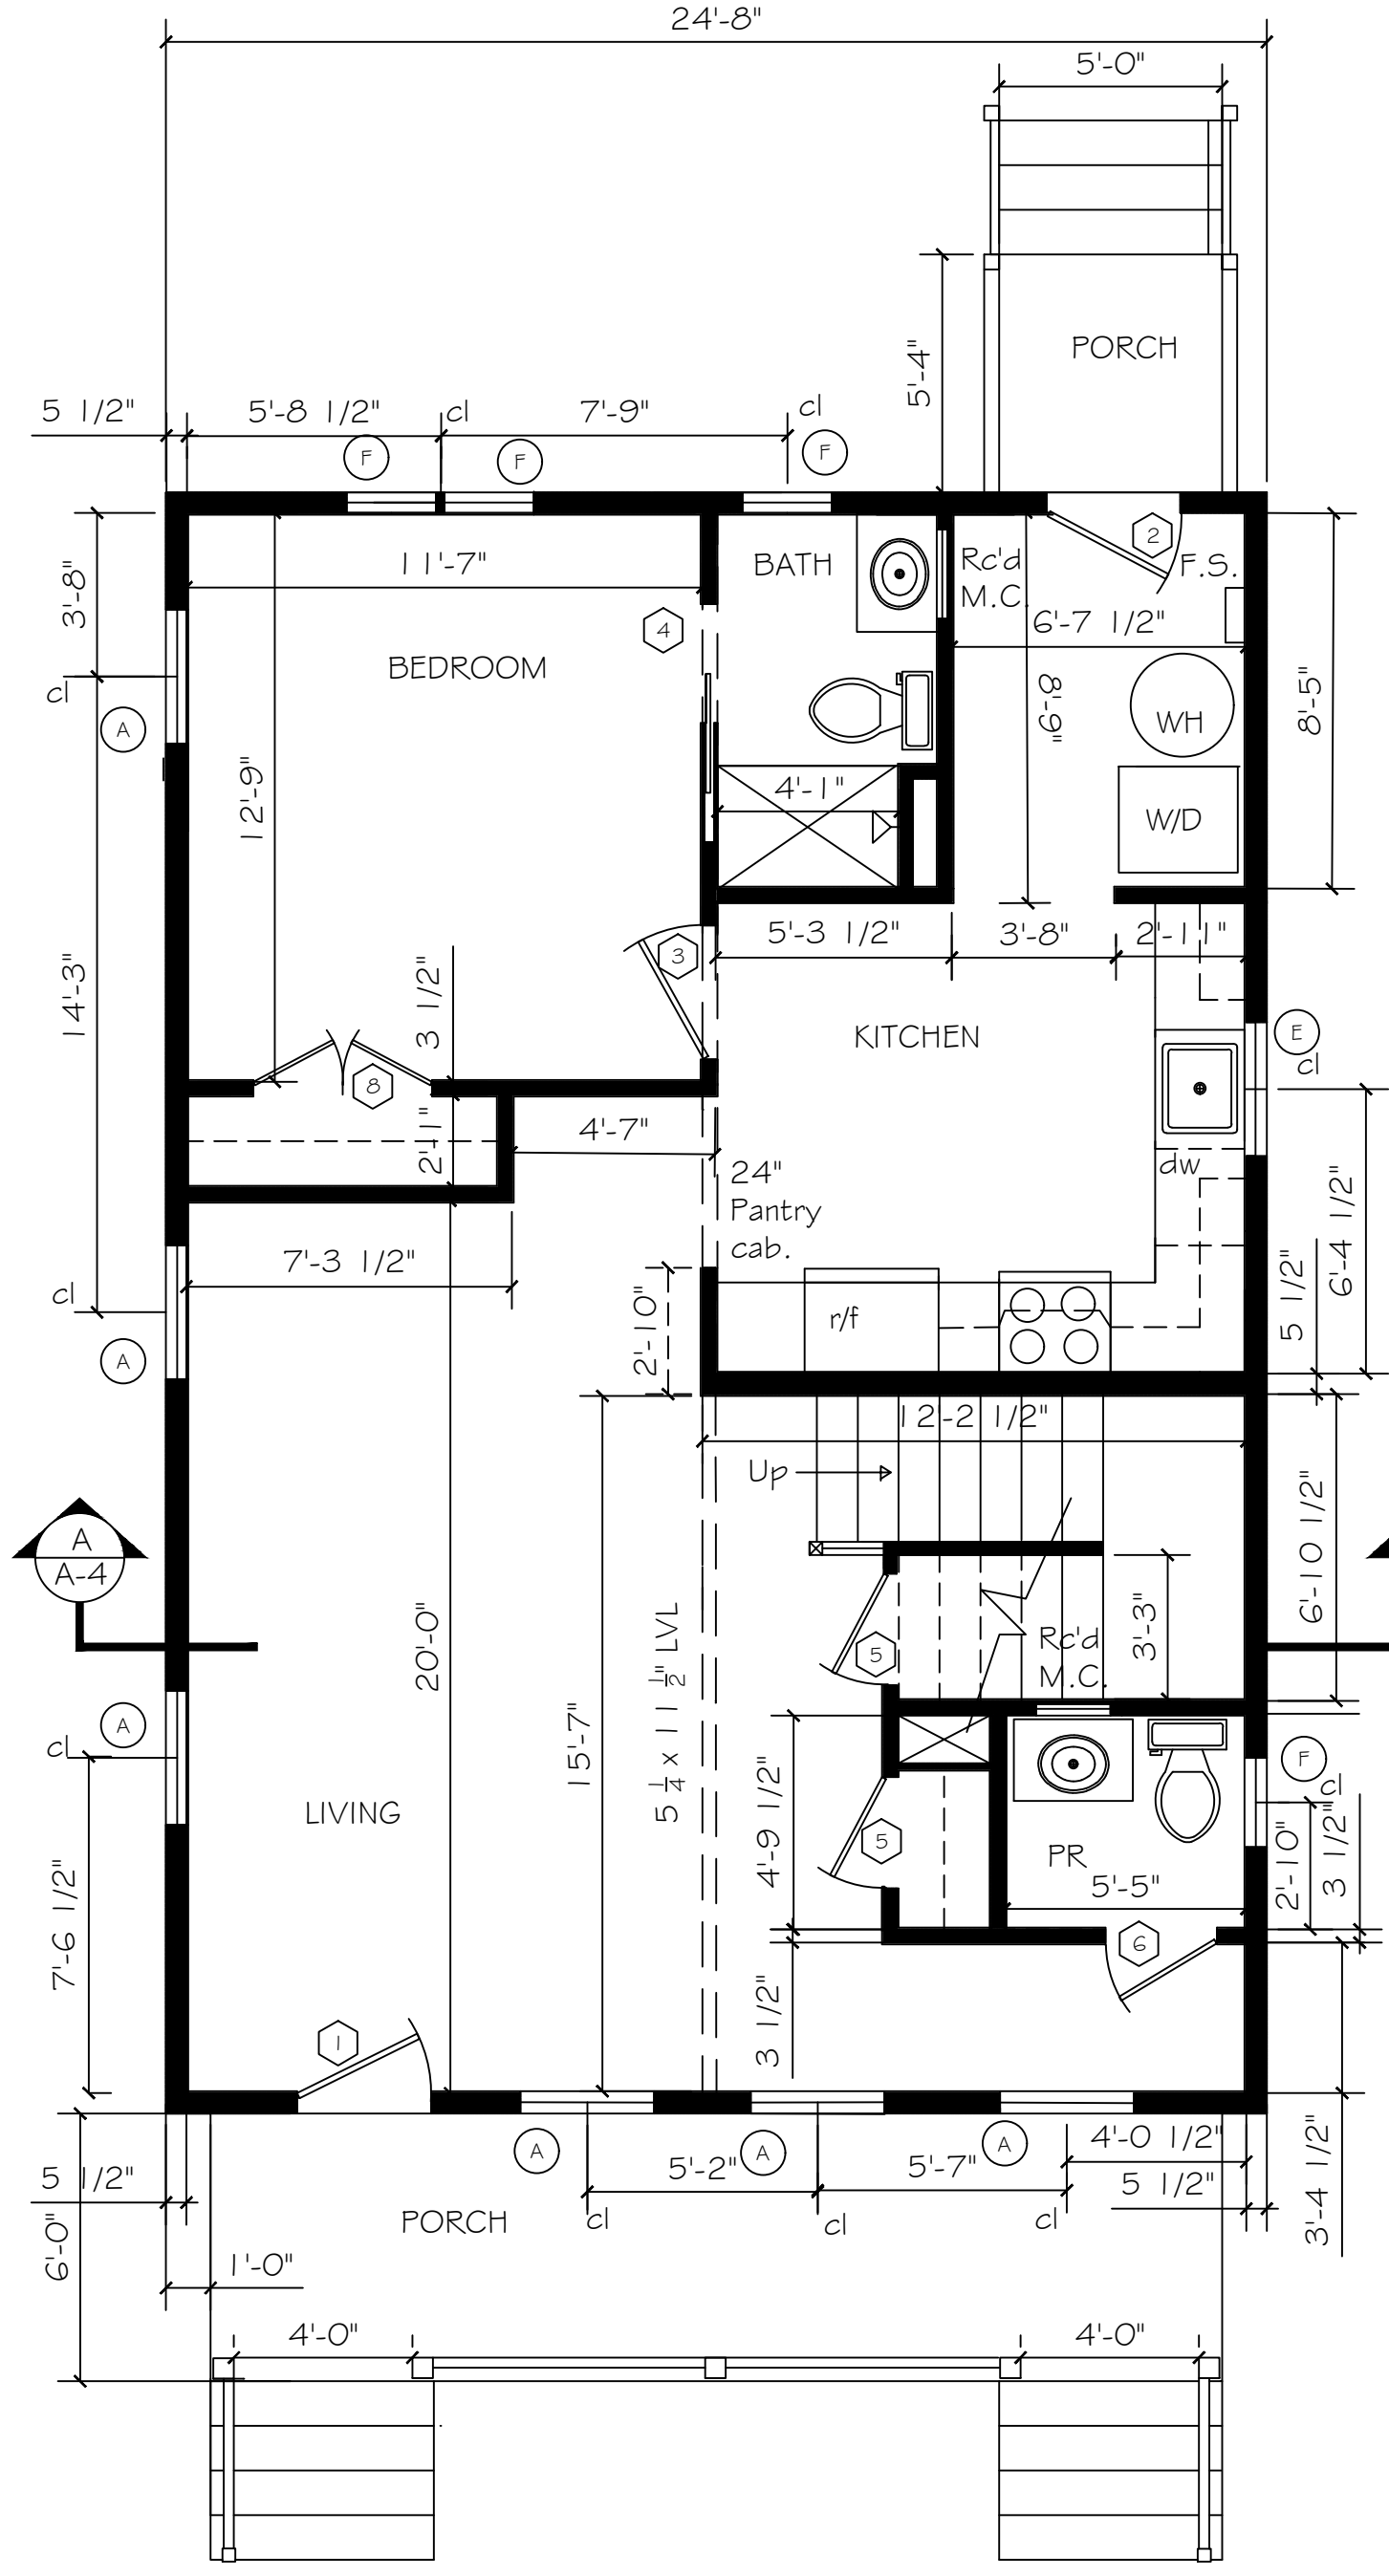 24'-8"
5'-0"
PORCH
5'-4"
5 1/2"
5'-8 1/2"
cl
7'-9"
cl
F
F
F
3'-8"
11'-7"
BATH
Rc'd
M.C.
2
F.S.
4
6'-7 1/2"
BEDROOM
cl
A
8'-9"
8'-5"
WH
12'-9"
4'-1"
W/D
14'-3"
3 1/2"
3
5'-3 1/2"
3'-8"
2'-11"
KITCHEN
E
cl
8
2'-1"
4'-7"
24"
Pantry
cab.
dw
6'-4 1/2"
7'-3 1/2"
cl
A
2'-10"
r/f
5 1/2"
12'-2 1/2"
Up
A
A-4
6'-10 1/2"
20'-0"
5 1/4 x 11 1/2" LVL
5
Rc'd
M.C.
3'-3"
15'-7"
A
cl
F
cl
LIVING
4'-9 1/2"
5
PR
5'-5"
2'-10"
3 1/2"
7'-6 1/2"
6
3 1/2"
1
A
A
A
5'-2"
5'-7"
4'-0 1/2"
5 1/2"
3'-4 1/2"
5 1/2"
PORCH
cl
cl
cl
6'-0"
1'-0"
4'-0"
4'-0"